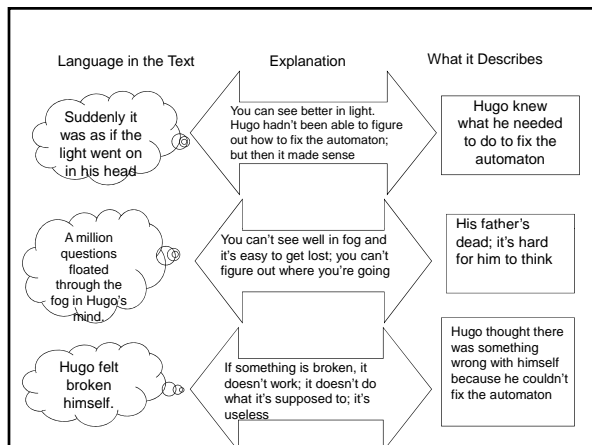 Language in the Text
Explanation
What it Describes
Suddenly it
was as if the
light went on
in his head
You can see better in light.
Hugo hadn't been able to figure
out how to fix the automaton;
but then it made sense
Hugo knew
what he needed
to do to fix the
automaton
A million
questions
floated
through the
fog in Hugo's
mind.
You can't see well in fog and
it's easy to get lost; you can't
figure out where you're going
His father's
dead; it's hard
for him to think
Hugo felt
broken
himself.
If something is broken, it
doesn't work; it doesn't do
what it's supposed to; it's
useless
Hugo thought there
was something
wrong with himself
because he couldn't
fix the automaton